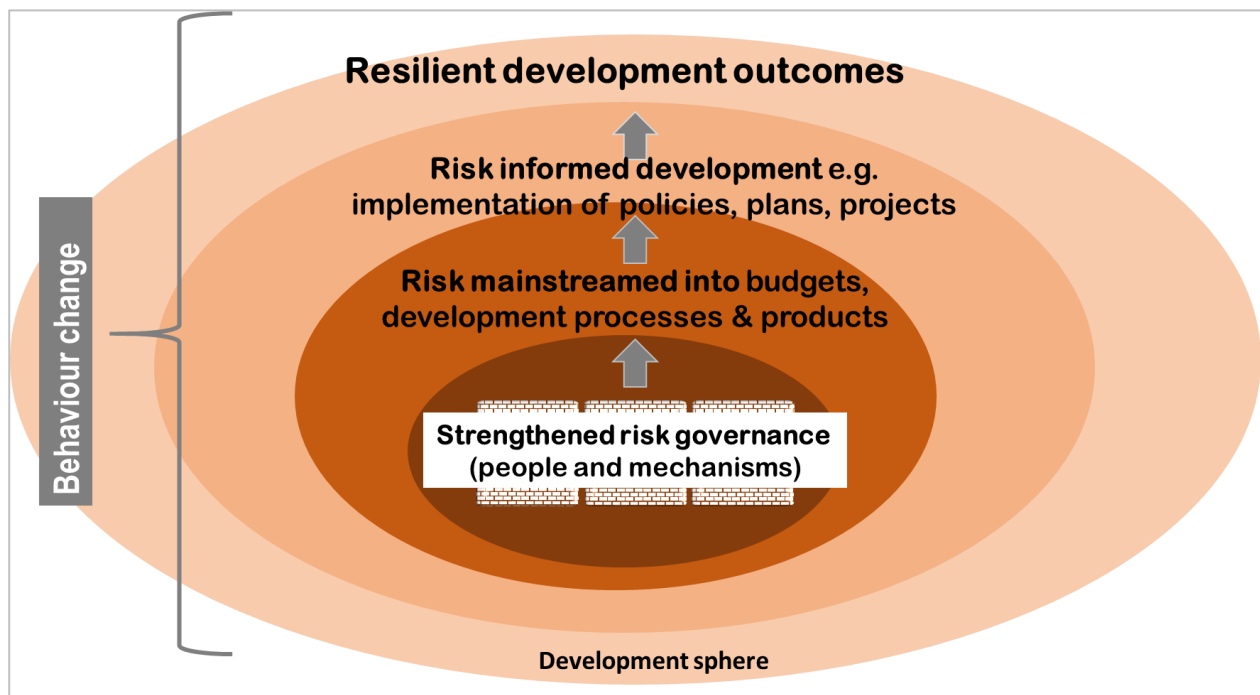 Resilient development outcomes
Risk informed development e.g.
implementation of policies, plans, projects
Risk mainstreamed into budgets,
development processes & products
Strengthened risk governance
(people and mechanisms)
Behaviour change
Development sphere